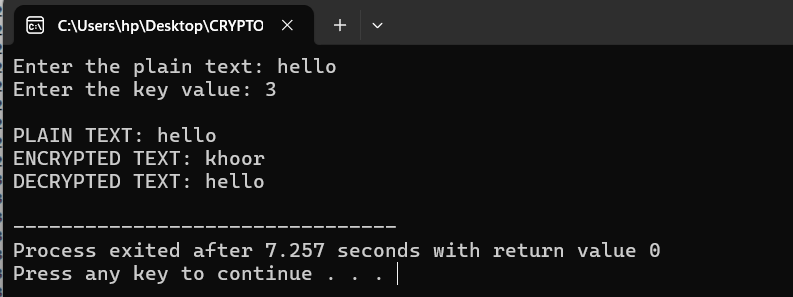 C:\Users\hp\Desktop\CRYPTO
Enter the plain text: hello
Enter the key value: 3
PLAIN TEXT: hello
ENCRYPTED TEXT: khoor
DECRYPTED TEXT: hello
--------------------------------
Process exited after 7.257 seconds with return value 0
Press any key to continue . . .